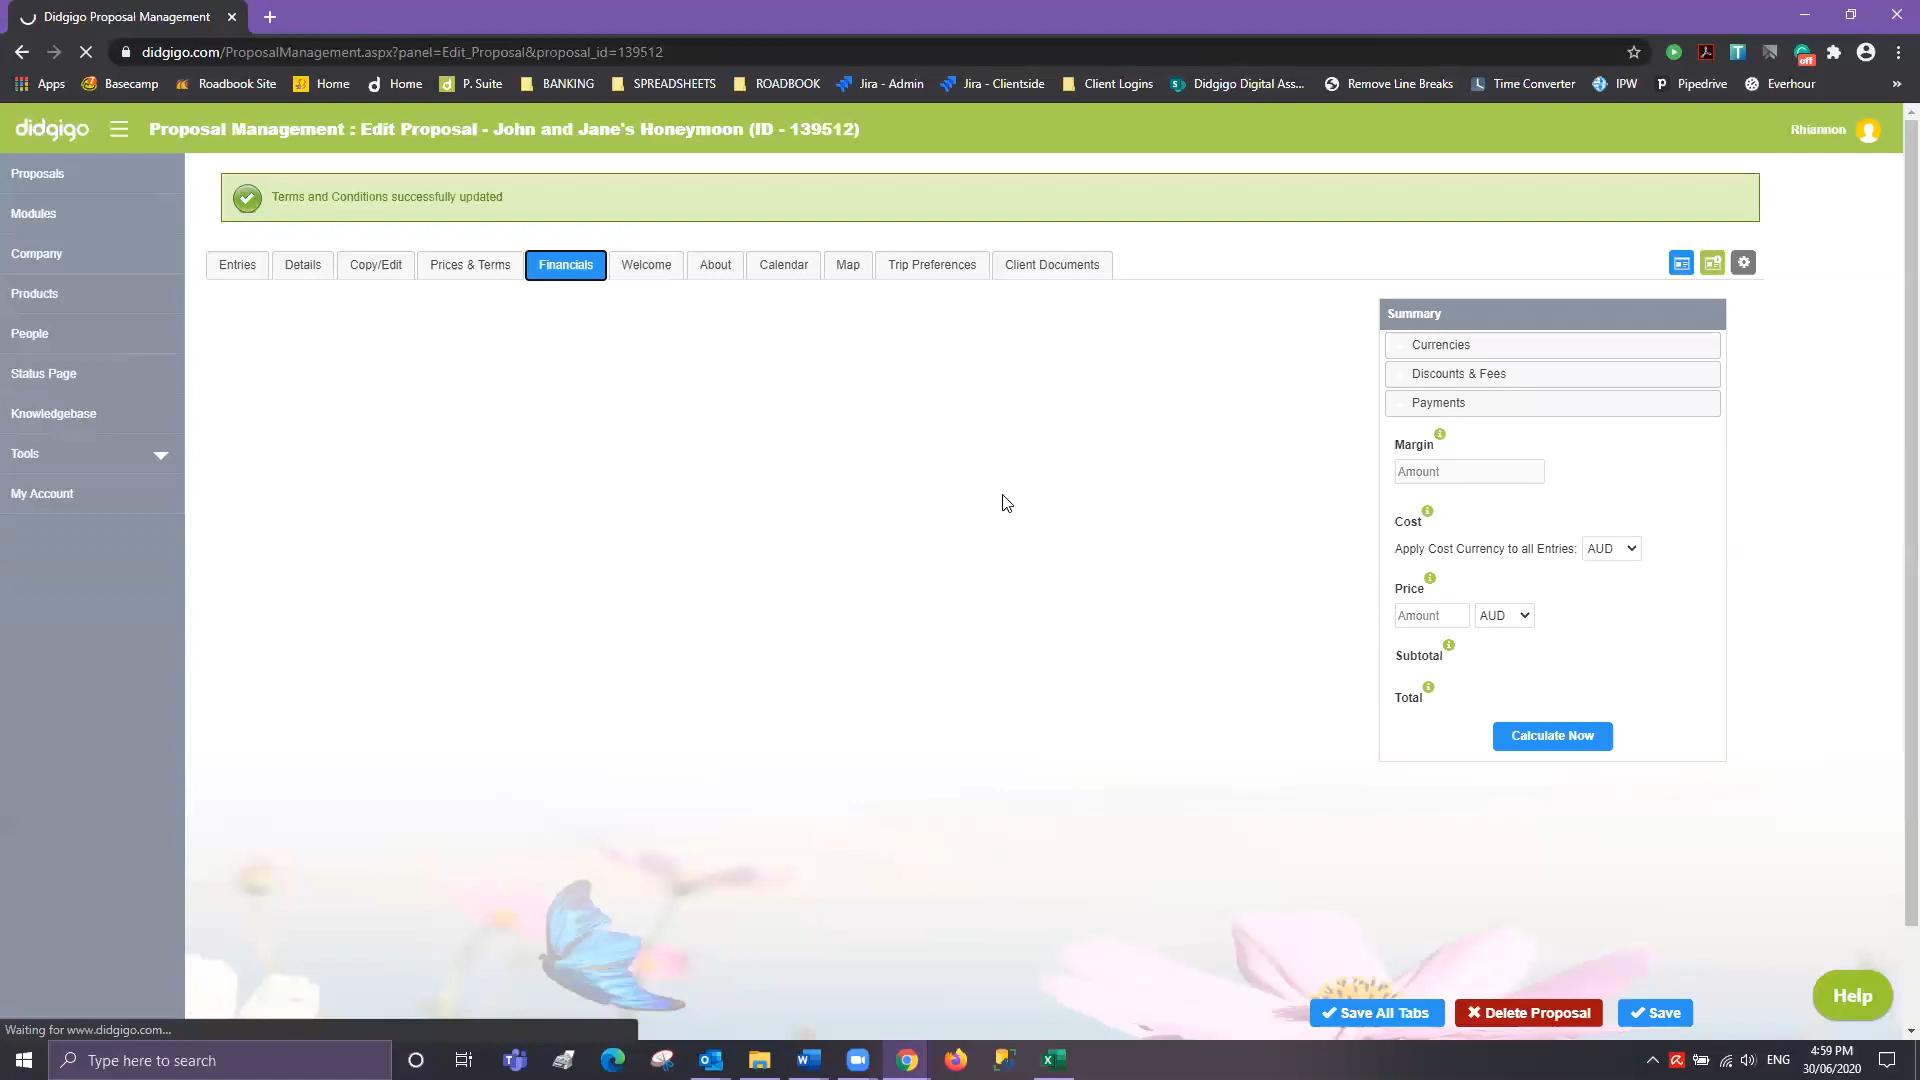 Didgigo Proposal Management
didgigo.com/ProposalManagement.aspx?panel=Edit_Proposal&proposal_id=139512
off
Apps Basecamp Roadbook Site Home Home P. Suite BANKING SPREADSHEETS ROADBOOK Jira - Admin Jira - Clientside Client Logins Didgigo Digital Ass... Remove Line Breaks Time Converter IPW Pipedrive Everhour »
didgigo Proposal Management : Edit Proposal - John and Jane's Honeymoon (ID - 139512) Rhiannon
Proposals
Modules
Company
Products
People
Status Page
Knowledgebase
Tools
My Account
Terms and Conditions successfully updated
Entries Details Copy/Edit Prices & Terms Financials Welcome About Calendar Map Trip Preferences Client Documents
Summary
Currencies
Discounts & Fees
Payments
Margin
Amount
Cost
Apply Cost Currency to all Entries: AUD
Price
Amount AUD
Subtotal
Total
Calculate Now
Save All Tabs Delete Proposal Save
Help
Waiting for www.didgigo.com...
Type here to search
ENG
4:59 PM
30/06/2020